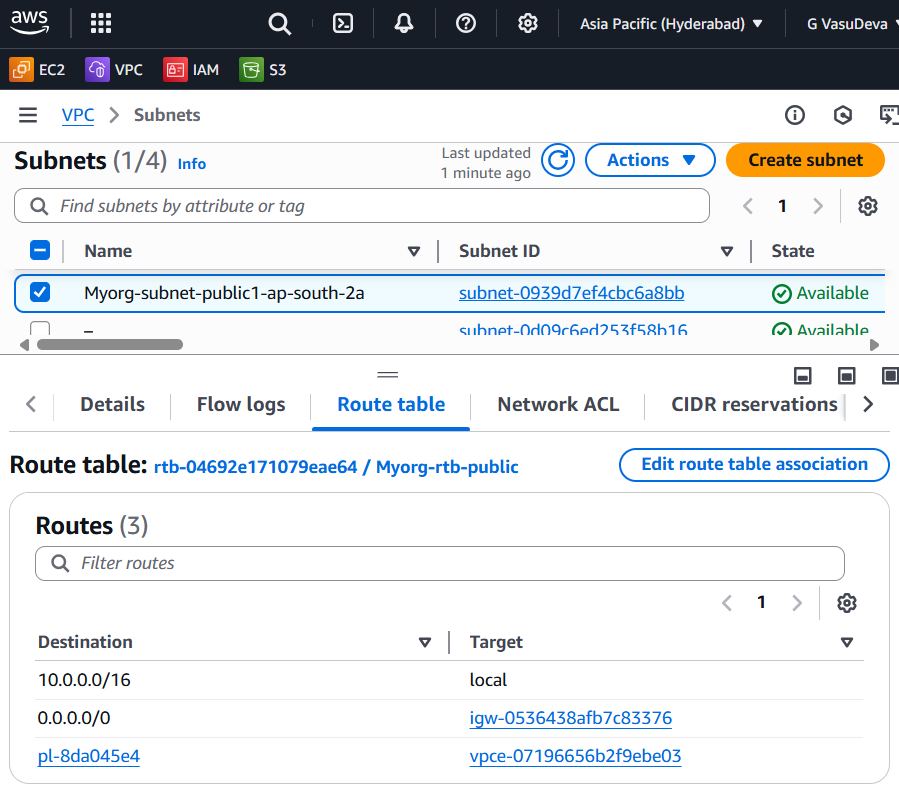 aws Asia Pacific (Hyderabad) G VasuDeva
EC2 VPC IAM S3
VPC Subnets
Subnets (1/4) Info Last updated 1 minute ago Actions Create subnet
Find subnets by attribute or tag 1
Name Subnet ID State
Myorg-subnet-public1-ap-south-2a subnet-0939d7ef4cbc6a8bb Available
– subnet-0d09c6ed253f58b16 Available
Details Flow logs Route table Network ACL CIDR reservations
Route table: rtb-04692e171079eae64 / Myorg-rtb-public Edit route table association
Routes (3)
Filter routes
1
Destination Target
10.0.0.0/16 local
0.0.0.0/0 igw-0536438afb7c83376
pl-8da045e4 vpce-07196656b2f9ebe03